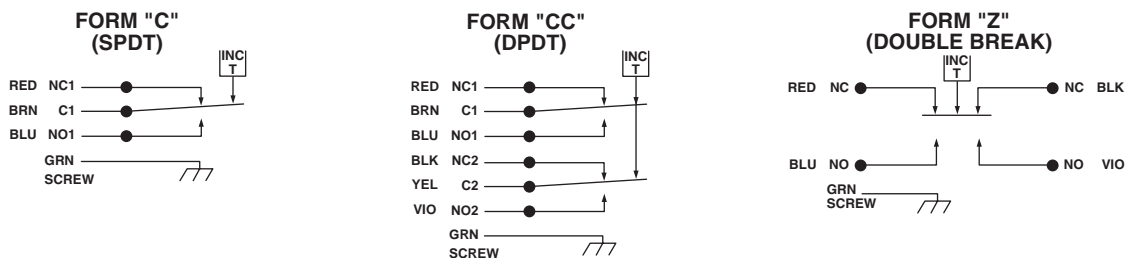 FORM "C"
(SPDT)
INC
T
RED NC1
BRN C1
BLU NO1
GRN
SCREW
FORM "CC"
(DPDT)
INC
T
RED NC1
BRN C1
BLU NO1
BLK NC2
YEL C2
VIO NO2
GRN
SCREW
FORM "Z"
(DOUBLE BREAK)
INC
T
RED NC
NC BLK
BLU NO
NO VIO
GRN
SCREW